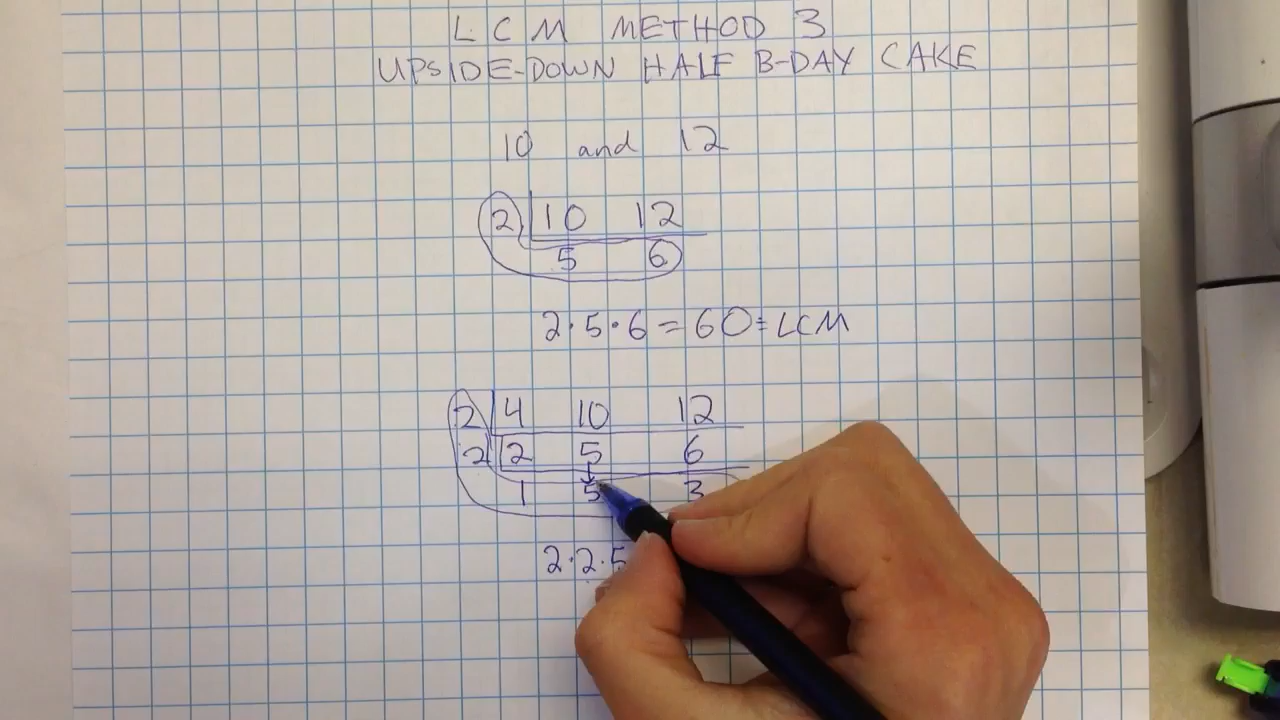 LCM METHOD 3
UPSIDE-DOWN HALF B-DAY CAKE
10 and 12
2 10 12
5 6
2·5·6 = 60 = LCM
2 4 10 12
2 2 5 6
1 5 3
2·2·5